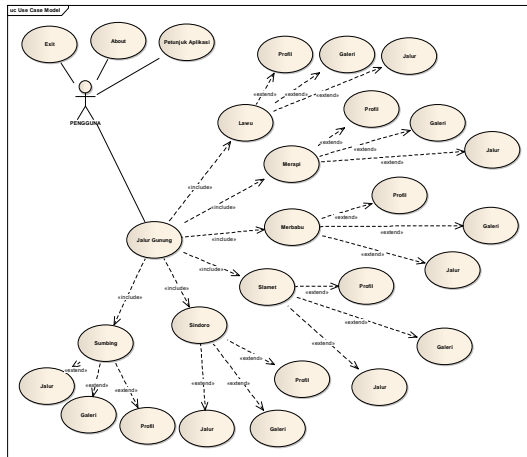 uc Use Case Model
Exit
About
Petunjuk Aplikasi
PENGGUNA
Profil
Galeri
Jalur
«extend»
«extend»
«extend»
Lawu
Profil
Galeri
Jalur
«extend»
«extend»
«extend»
Merapi
«include»
«include»
Profil
Galeri
Jalur
«extend»
«extend»
«extend»
Merbabu
«include»
Jalur Gunung
«include»
Slamet
Profil
«extend»
«extend»
«extend»
Galeri
Jalur
«include»
«include»
Sumbing
Sindoro
«extend»
«extend»
«extend»
Jalur
Galeri
Profil
«extend»
«extend»
«extend»
Profil
Jalur
Galeri